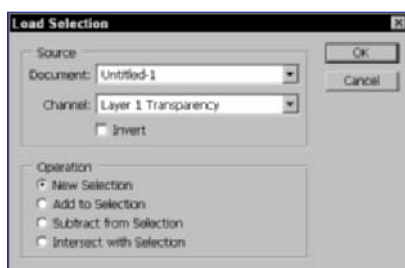 Load Selection
Source
Document: Untitled-1
Channel: Layer 1 Transparency
Invert
OK
Cancel
Operation
New Selection
Add to Selection
Subtract from Selection
Intersect with Selection